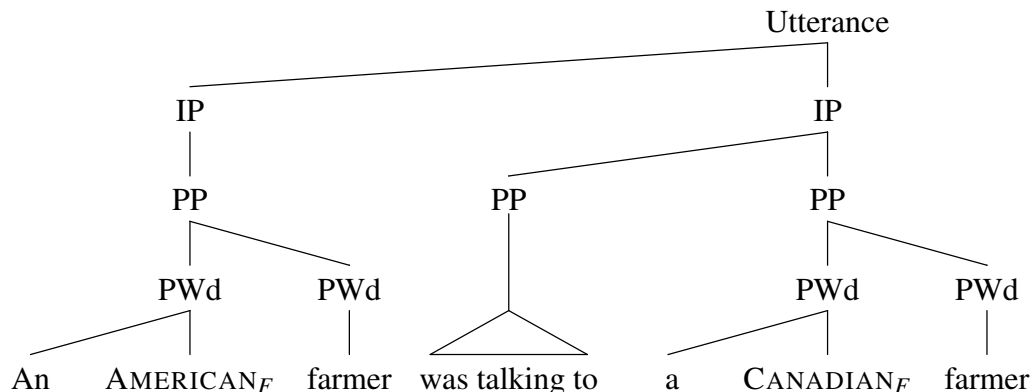 Utterance
IP IP
PP PP PP
PWd PWd PWd PWd
An AMERICAN_F farmer was talking to a CANADIAN_F farmer